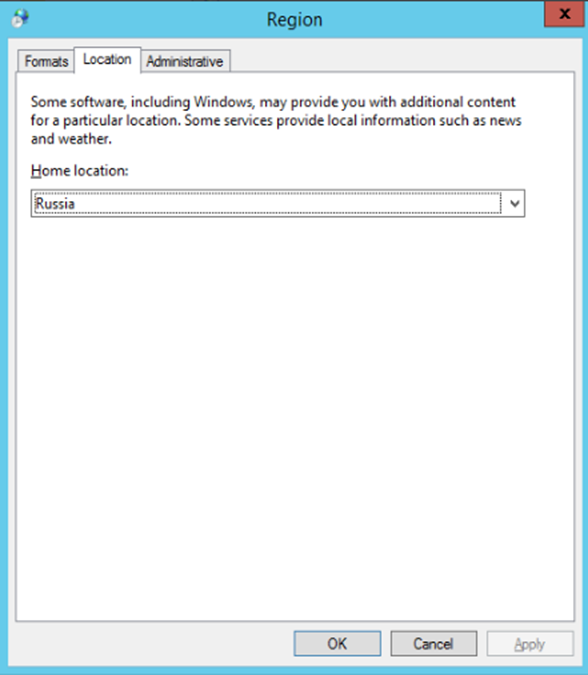 Region
x
Formats Location Administrative
Some software, including Windows, may provide you with additional content
for a particular location. Some services provide local information such as news
and weather.
Home location:
Russia
OK Cancel Apply